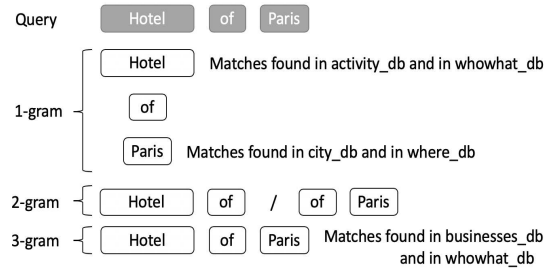 Query Hotel of Paris
Hotel Matches found in activity_db and in whowhat_db
1-gram of
Paris Matches found in city_db and in where_db
2-gram Hotel of / of Paris
3-gram Hotel of Paris Matches found in businesses_db
and in whowhat_db